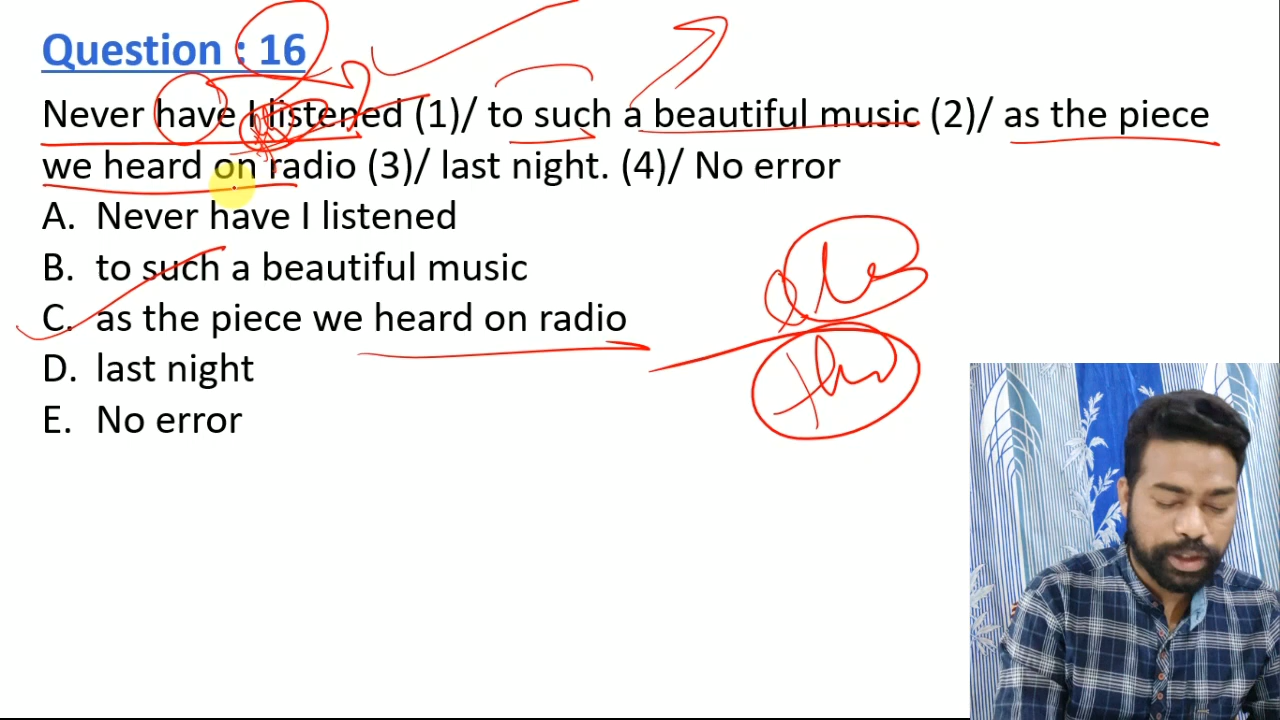 Question : 16
Never have I listened (1)/ to such a beautiful music (2)/ as the piece
we heard on radio (3)/ last night. (4)/ No error
A. Never have I listened
B. to such a beautiful music
C. as the piece we heard on radio
D. last night
E. No error